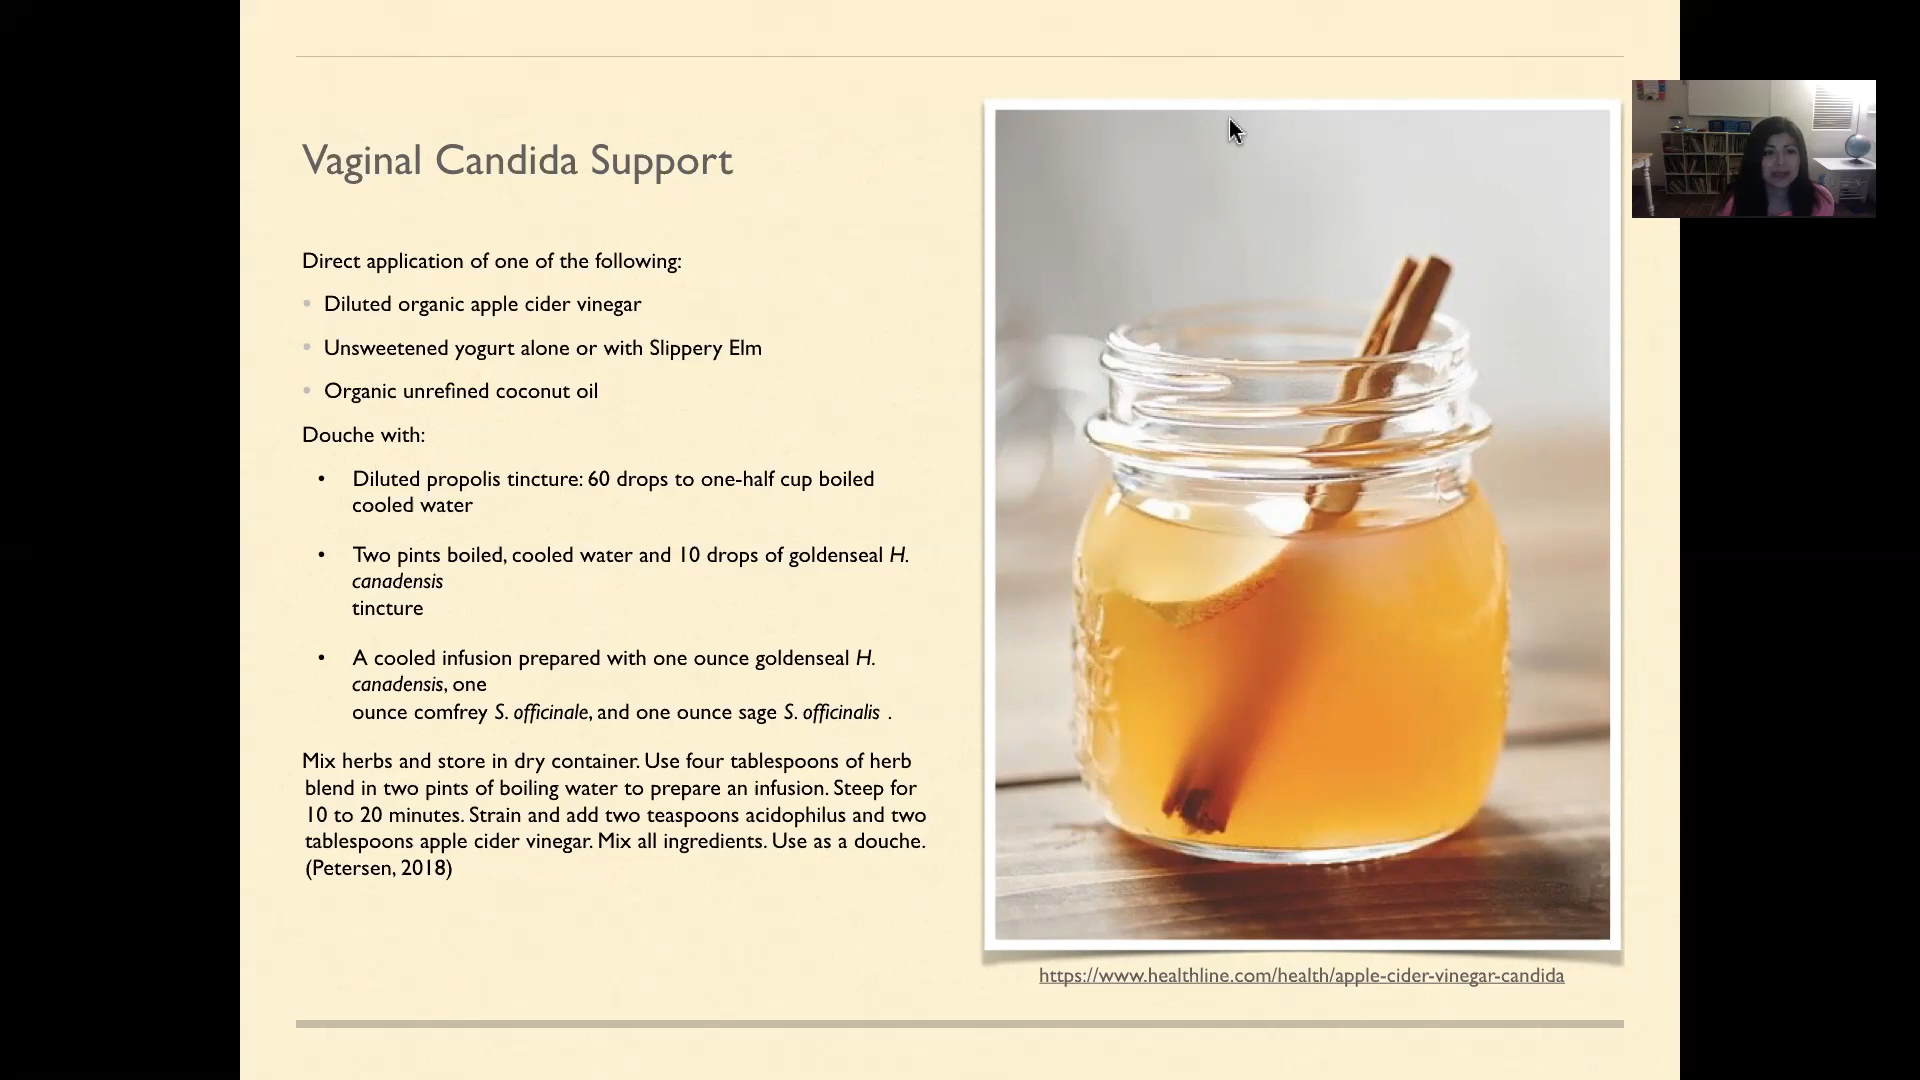 Vaginal Candida Support
Direct application of one of the following:
• Diluted organic apple cider vinegar
• Unsweetened yogurt alone or with Slippery Elm
• Organic unrefined coconut oil
Douche with:
• Diluted propolis tincture: 60 drops to one-half cup boiled
cooled water
• Two pints boiled, cooled water and 10 drops of goldenseal H.
canadensis
tincture
• A cooled infusion prepared with one ounce goldenseal H.
canadensis, one
ounce comfrey S. officinale, and one ounce sage S. officinalis .
Mix herbs and store in dry container. Use four tablespoons of herb
blend in two pints of boiling water to prepare an infusion. Steep for
10 to 20 minutes. Strain and add two teaspoons acidophilus and two
tablespoons apple cider vinegar. Mix all ingredients. Use as a douche.
(Petersen, 2018)
https://www.healthline.com/health/apple-cider-vinegar-candida